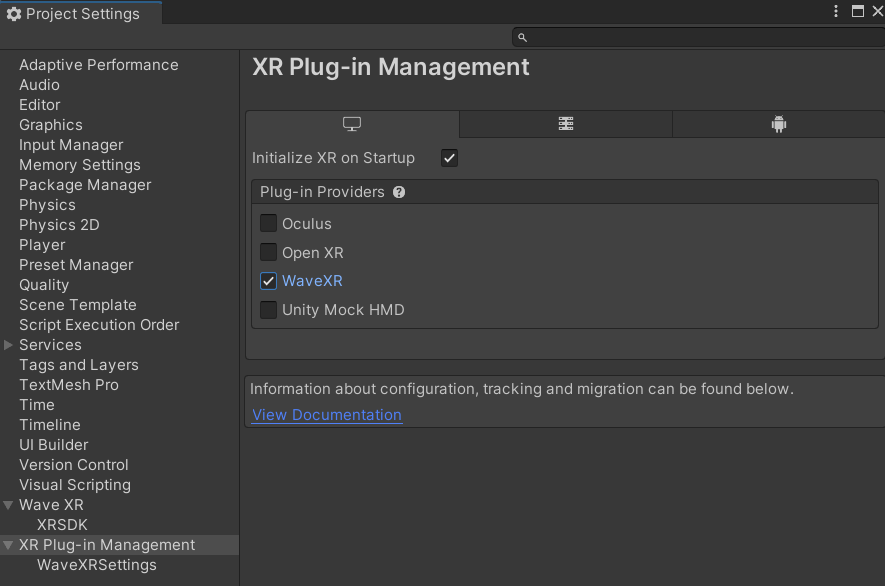 Project Settings
Adaptive Performance
Audio
Editor
Graphics
Input Manager
Memory Settings
Package Manager
Physics
Physics 2D
Player
Preset Manager
Quality
Scene Template
Script Execution Order
Services
Tags and Layers
TextMesh Pro
Time
Timeline
UI Builder
Version Control
Visual Scripting
Wave XR
XRSDK
XR Plug-in Management
WaveXRSettings
XR Plug-in Management
Initialize XR on Startup
Plug-in Providers
Oculus
Open XR
WaveXR
Unity Mock HMD
Information about configuration, tracking and migration can be found below.
View Documentation